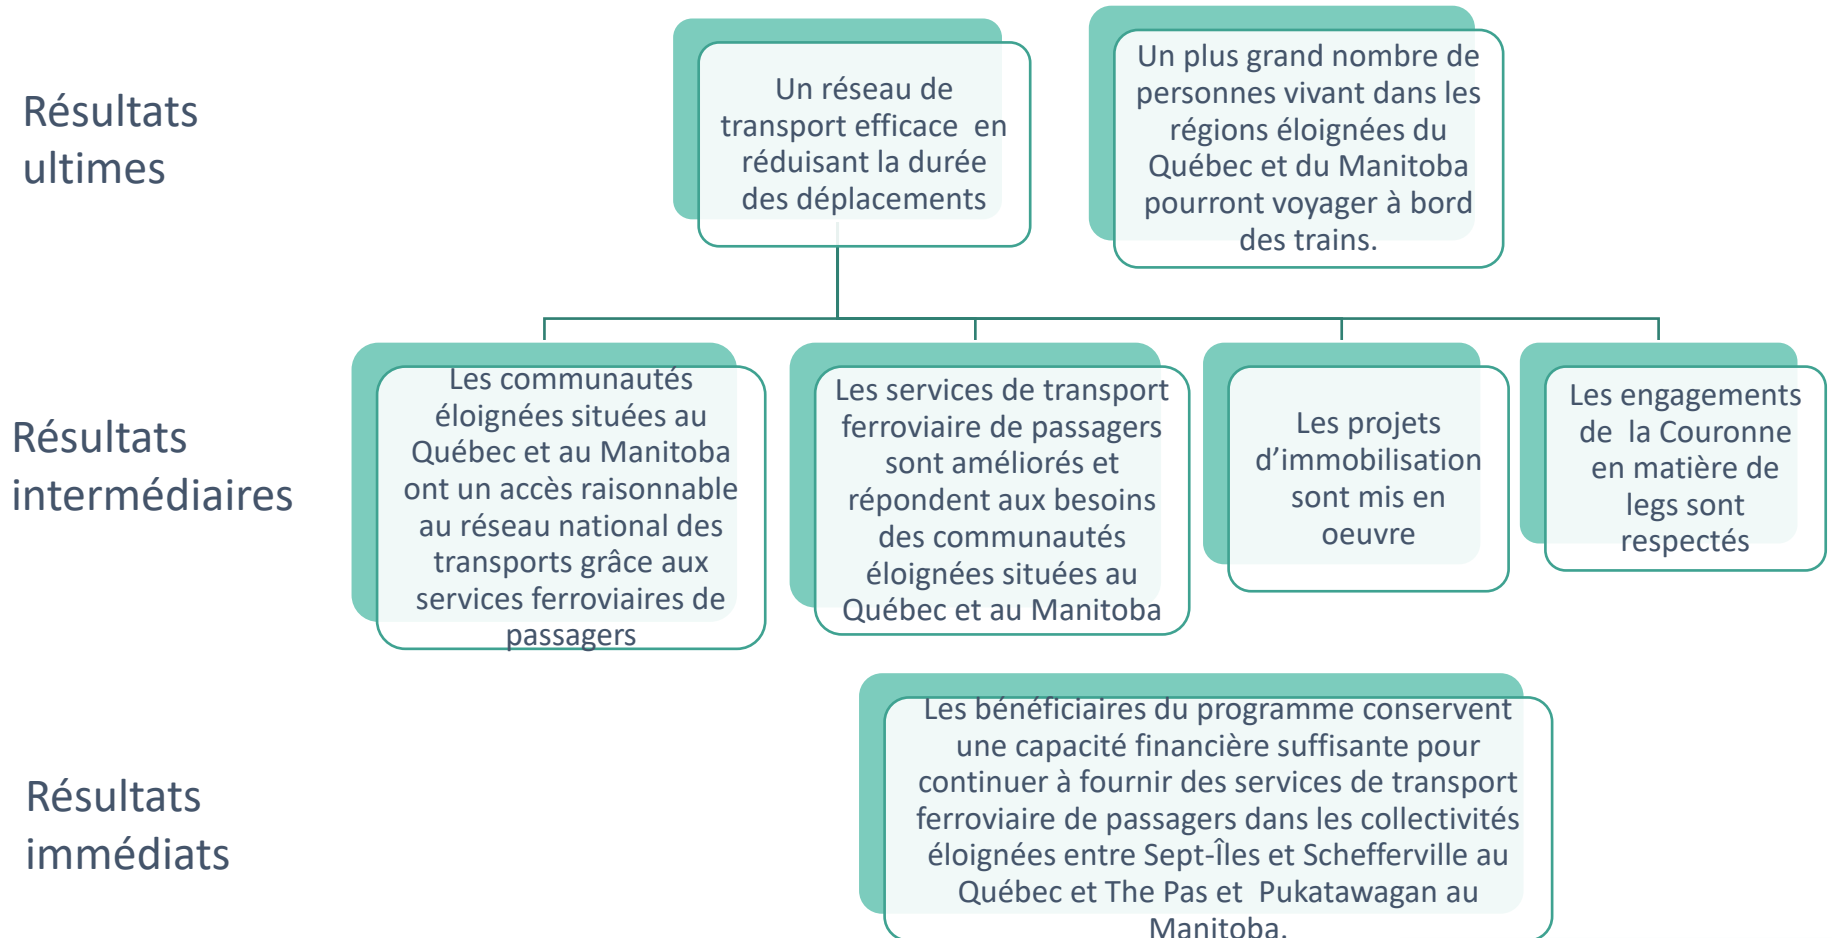 Résultats
ultimes
Un réseau de
transport efficace en
réduisant la durée
des déplacements
Un plus grand nombre de
personnes vivant dans les
régions éloignées du
Québec et du Manitoba
pourront voyager à bord
des trains.
Résultats
intermédiaires
Les communautés
éloignées situées au
Québec et au Manitoba
ont un accès raisonnable
au réseau national des
transports grâce aux
services ferroviaires de
passagers
Les services de transport
ferroviaire de passagers
sont améliorés et
répondent aux besoins
des communautés
éloignées situées au
Québec et au Manitoba
Les projets
d’immobilisation
sont mis en
oeuvre
Les engagements
de la Couronne
en matière de
legs sont
respectés
Résultats
immédiats
Les bénéficiaires du programme conservent
une capacité financière suffisante pour
continuer à fournir des services de transport
ferroviaire de passagers dans les collectivités
éloignées entre Sept-Îles et Schefferville au
Québec et The Pas et Pukatawagan au
Manitoba.